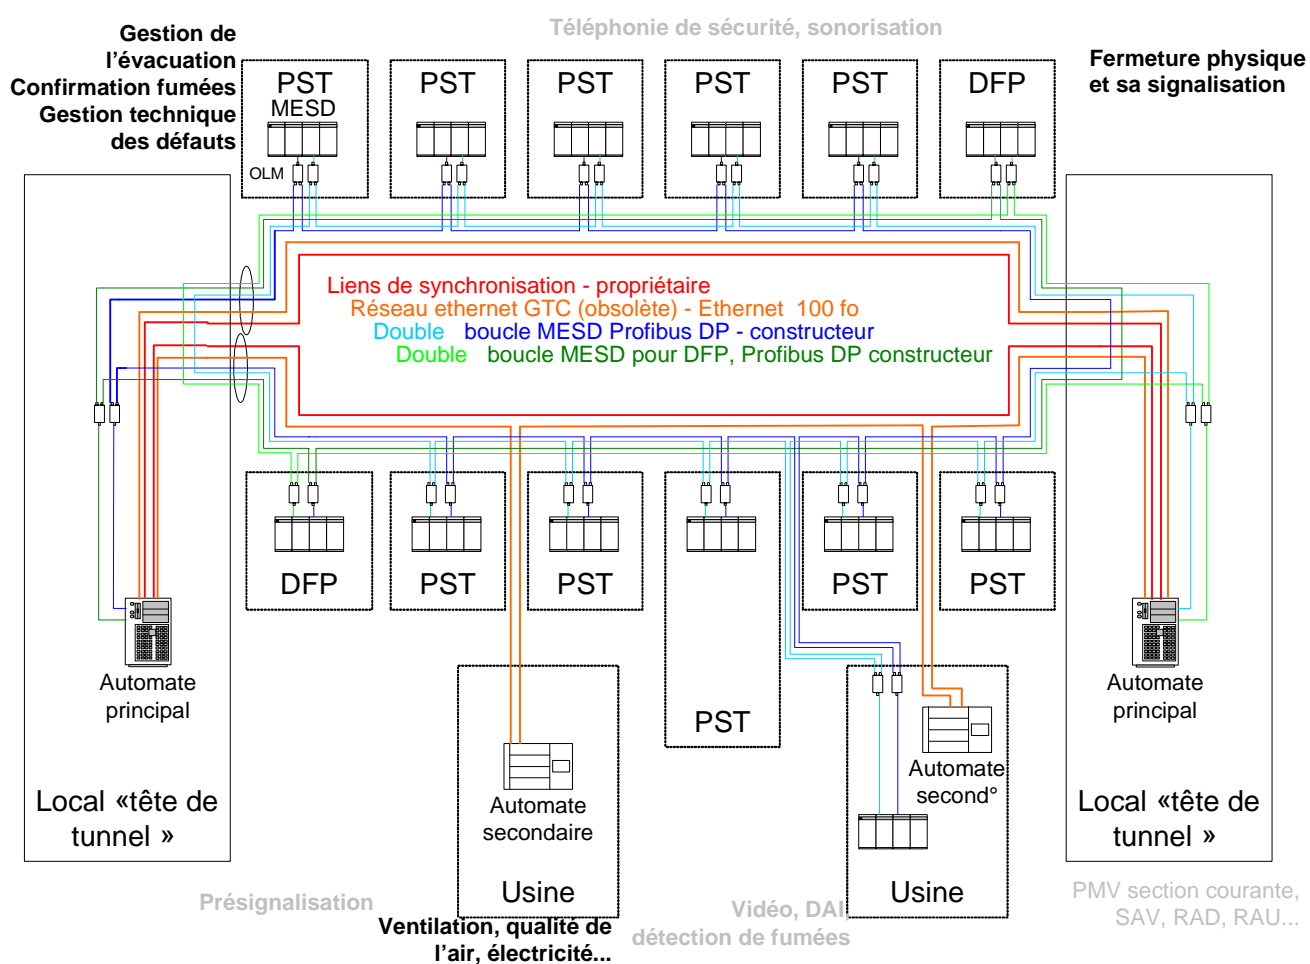 Téléphonie de sécurité, sonorisation
Gestion de
l'évacuation
Confirmation fumées
Gestion technique
des défauts
Fermeture physique
et sa signalisation
PST
MESD
OLM
PST
PST
PST
PST
DFP
Liens de synchronisation - propriétaire
Réseau ethernet GTC (obsolète) - Ethernet 100 fo
Double boucle MESD Profibus DP - constructeur
Double boucle MESD pour DFP, Profibus DP constructeur
DFP
PST
PST
PST
PST
PST
Automate
principal
Local «tête de
tunnel »
Automate
secondaire
Usine
Automate
second°
Usine
Automate
principal
Local «tête de
tunnel »
Présignalisation
Ventilation, qualité de
l'air, électricité...
Vidéo, DAI,
détection de fumées
PMV section courante,
SAV, RAD, RAU...